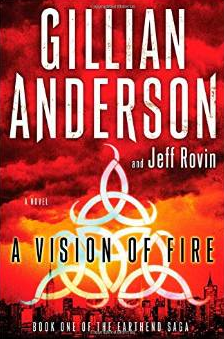 GILLIAN
ANDERSON
and Jeff Rovin
A NOVEL
A VISION OF FIRE
BOOK ONE OF THE EARTHEND SAGA